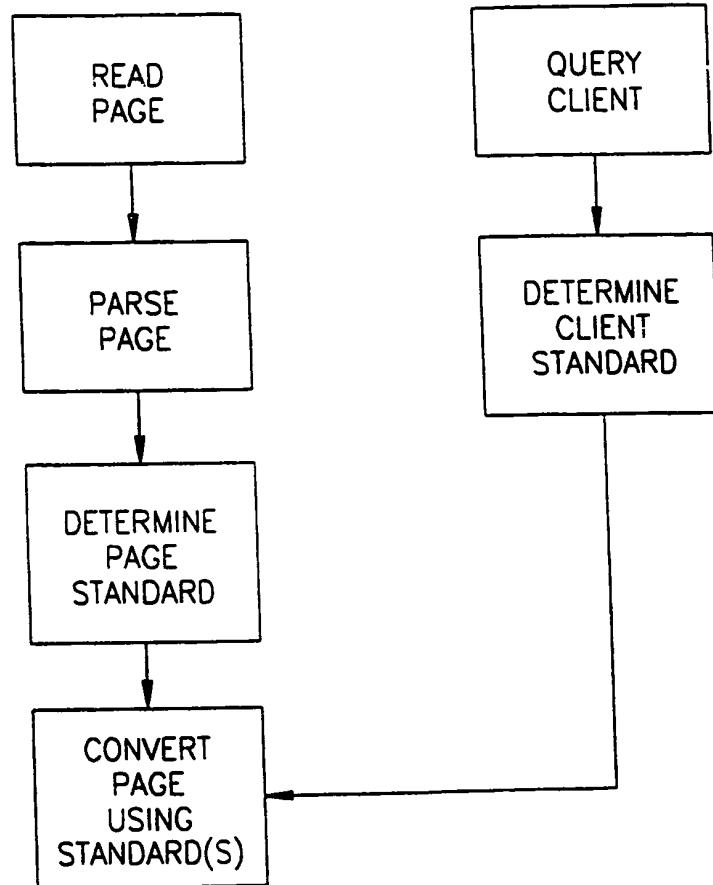 READ
PAGE
PARSE
PAGE
DETERMINE
PAGE
STANDARD
CONVERT
PAGE
USING
STANDARD(S)
QUERY
CLIENT
DETERMINE
CLIENT
STANDARD